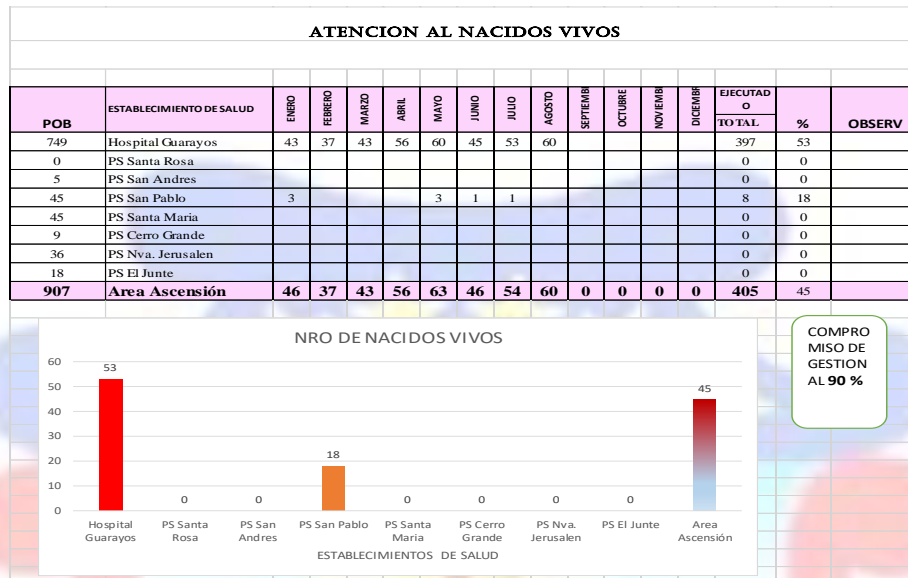 ATENCION AL NACIDOS VIVOS
POB ESTABLECIMIENTO DE SALUD ENERO FEBRERO MARZO ABRIL MAYO JUNIO JULIO AGOSTO SEPTIEMB OCTUBRE NOVIEMB DICIEMBR EJECUTAD O TOTAL % OBSERV
749 Hospital Guarayos 43 37 43 56 60 45 53 60 397 53
0 PS Santa Rosa 0 0
5 PS San Andres 0 0
45 PS San Pablo 3 3 1 1 8 18
45 PS Santa Maria 0 0
9 PS Cerro Grande 0 0
36 PS Nva. Jerusalen 0 0
18 PS El Junte 0 0
907 Area Ascensión 46 37 43 56 63 46 54 60 0 0 0 0 405 45
NRO DE NACIDOS VIVOS
60
50
40
30
20
10
0
53 0 0 18 0 0 0 0 45
Hospital Guarayos PS Santa Rosa PS San Andres PS San Pablo PS Santa Maria PS Cerro Grande PS Nva. Jerusalen PS El Junte Area Ascensión
ESTABLECIMIENTOS DE SALUD
COMPRO
MISO DE
GESTION
AL 90 %